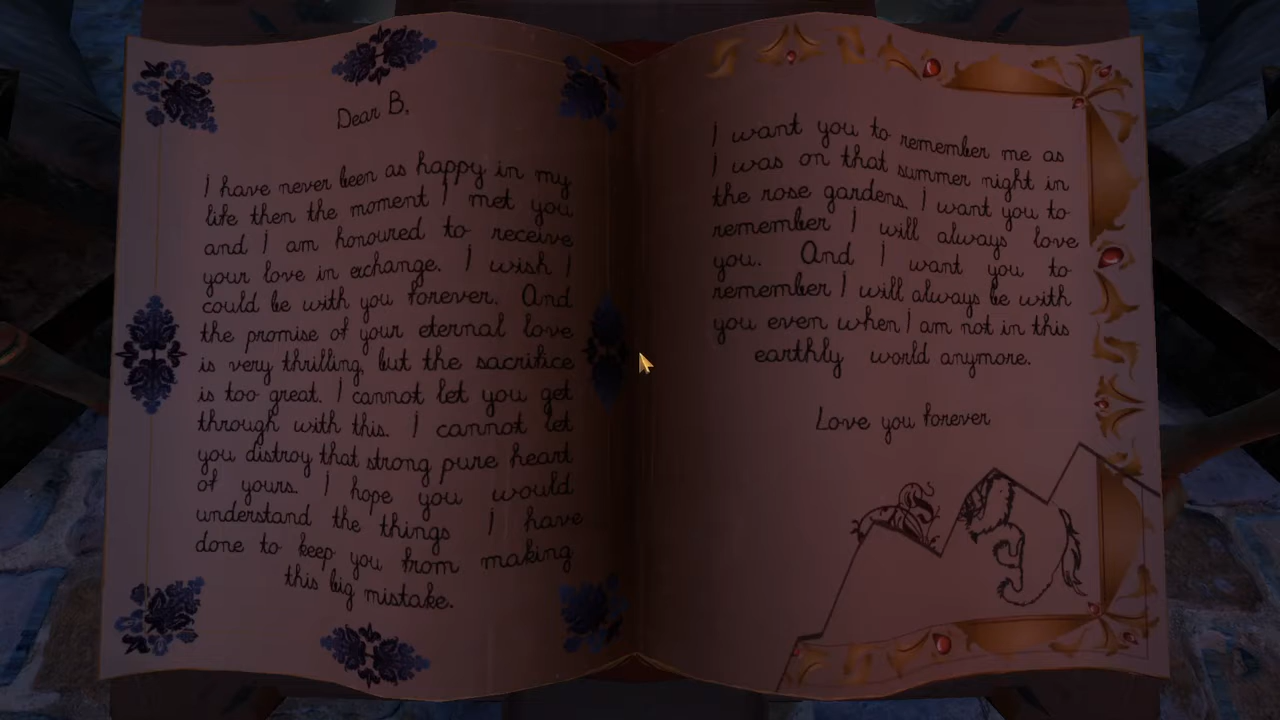 Dear B,
I have never been as happy in my
life then the moment I met you
and I am honoured to receive
your love in exchange. I wish I
could be with you forever. And
the promise of your eternal love
is very thrilling, but the sacrifice
is too great. I cannot let you get
through with this. I cannot let
you distroy that strong pure heart
of yours. I hope you would
understand the things I have
done to keep you from making
this big mistake.
I want you to remember me as
I was on that summer night in
the rose gardens. I want you to
remember I will always love
you. And I want you to
remember I will always be with
you even when I am not in this
earthly world anymore.
Love you forever